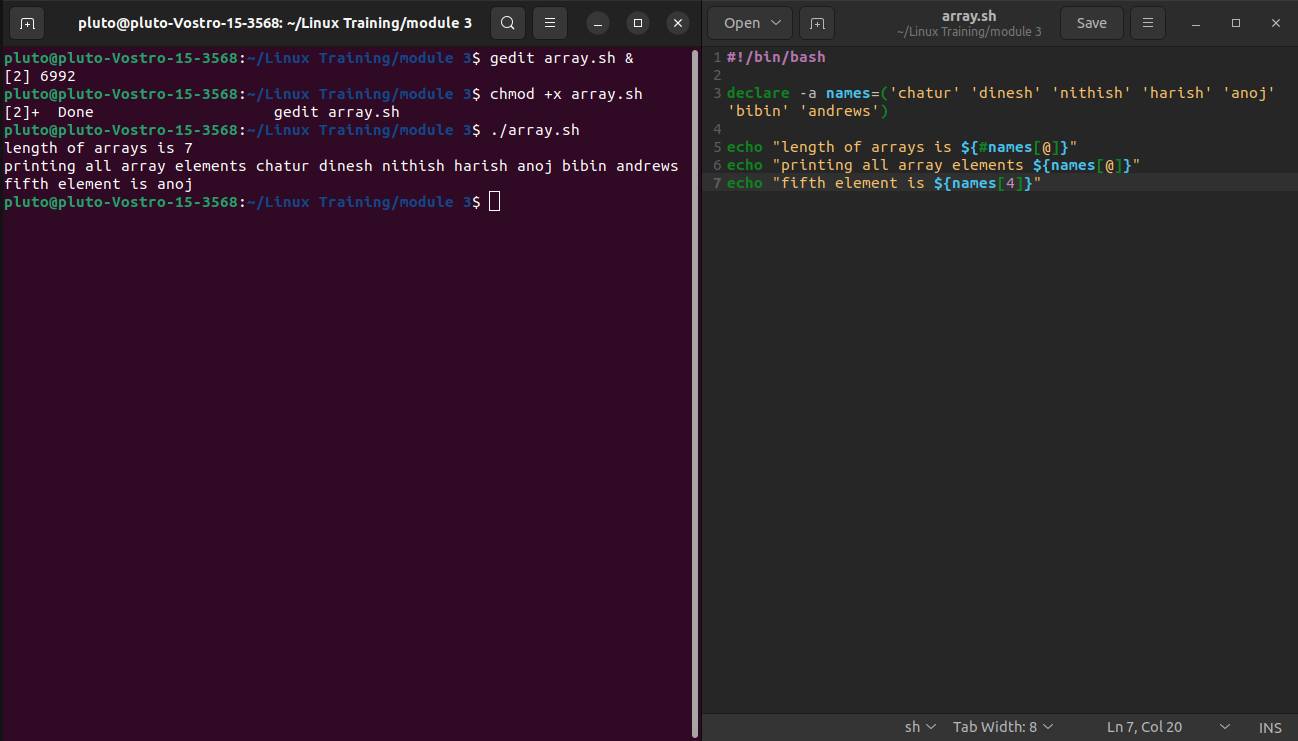 pluto@pluto-Vostro-15-3568: ~/Linux Training/module 3
pluto@pluto-Vostro-15-3568:~/Linux Training/module 3$ gedit array.sh &
[2] 6992
pluto@pluto-Vostro-15-3568:~/Linux Training/module 3$ chmod +x array.sh
[2]+  Done                    gedit array.sh
pluto@pluto-Vostro-15-3568:~/Linux Training/module 3$ ./array.sh
length of arrays is 7
printing all array elements chatur dinesh nithish harish anoj bibin andrews
fifth element is anoj
pluto@pluto-Vostro-15-3568:~/Linux Training/module 3$
Open
array.sh
~/Linux Training/module 3
Save
1 #!/bin/bash
2
3 declare -a names=('chatur' 'dinesh' 'nithish' 'harish' 'anoj'
'bibin' 'andrews')
4
5 echo "length of arrays is ${#names[@]}"
6 echo "printing all array elements ${names[@]}"
7 echo "fifth element is ${names[4]}"
sh Tab Width: 8 Ln 7, Col 20 INS